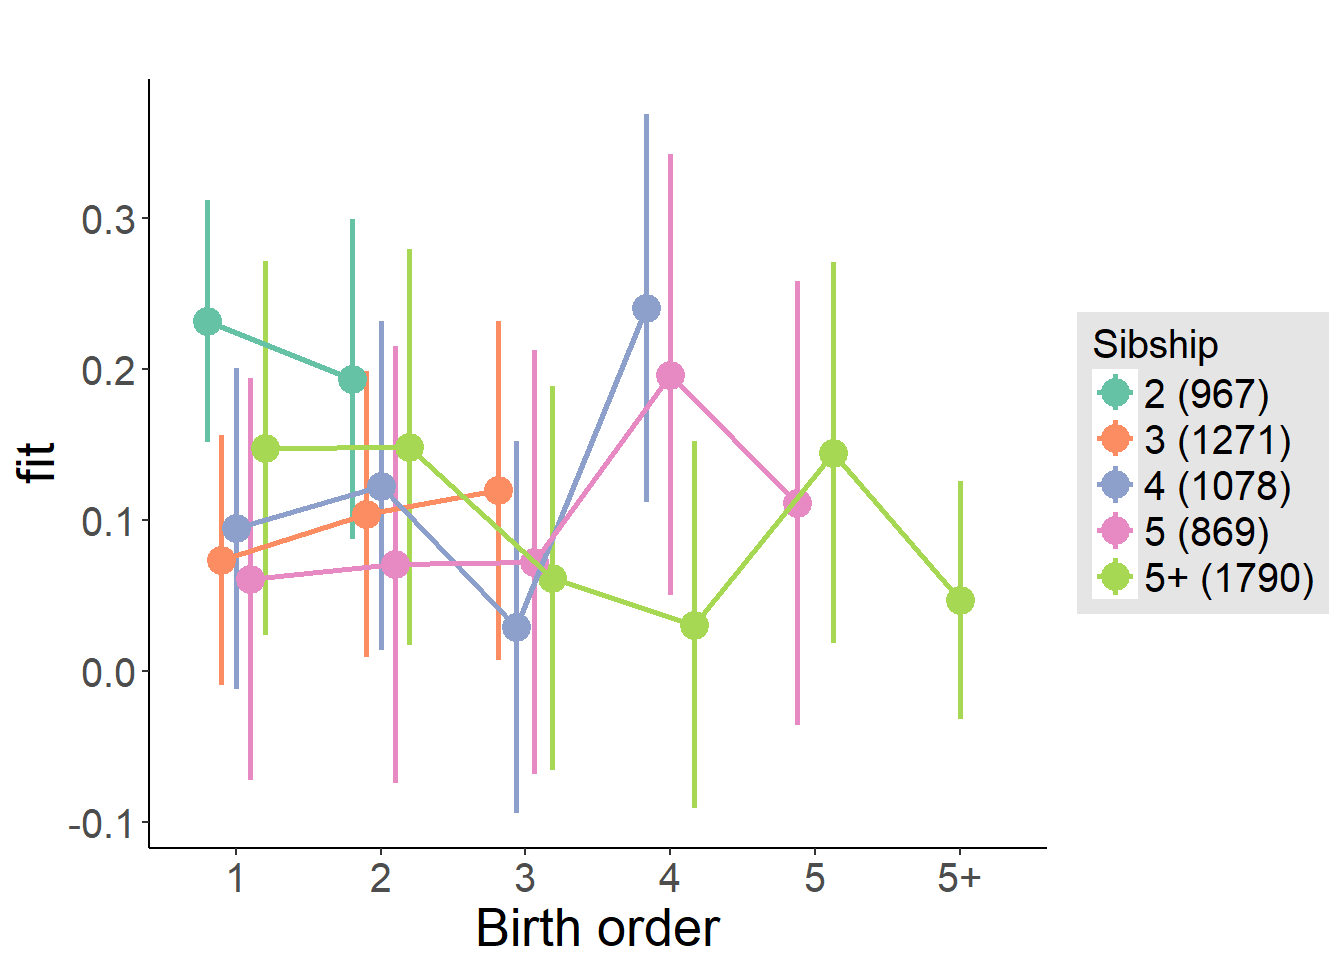 fit
0.3
0.2
0.1
0.0
-0.1
1 2 3 4 5 5+
Birth order
Sibship
2 (967)
3 (1271)
4 (1078)
5 (869)
5+ (1790)